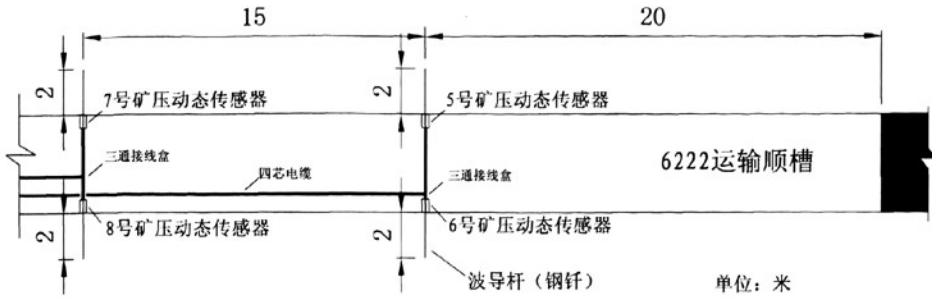 15
20
2
2
7号矿压动态传感器
5号矿压动态传感器
三通接线盒
四芯电缆
三通接线盒
6222运输顺槽
2
8号矿压动态传感器
2
6号矿压动态传感器
波导杆（钢钎）
单位：米